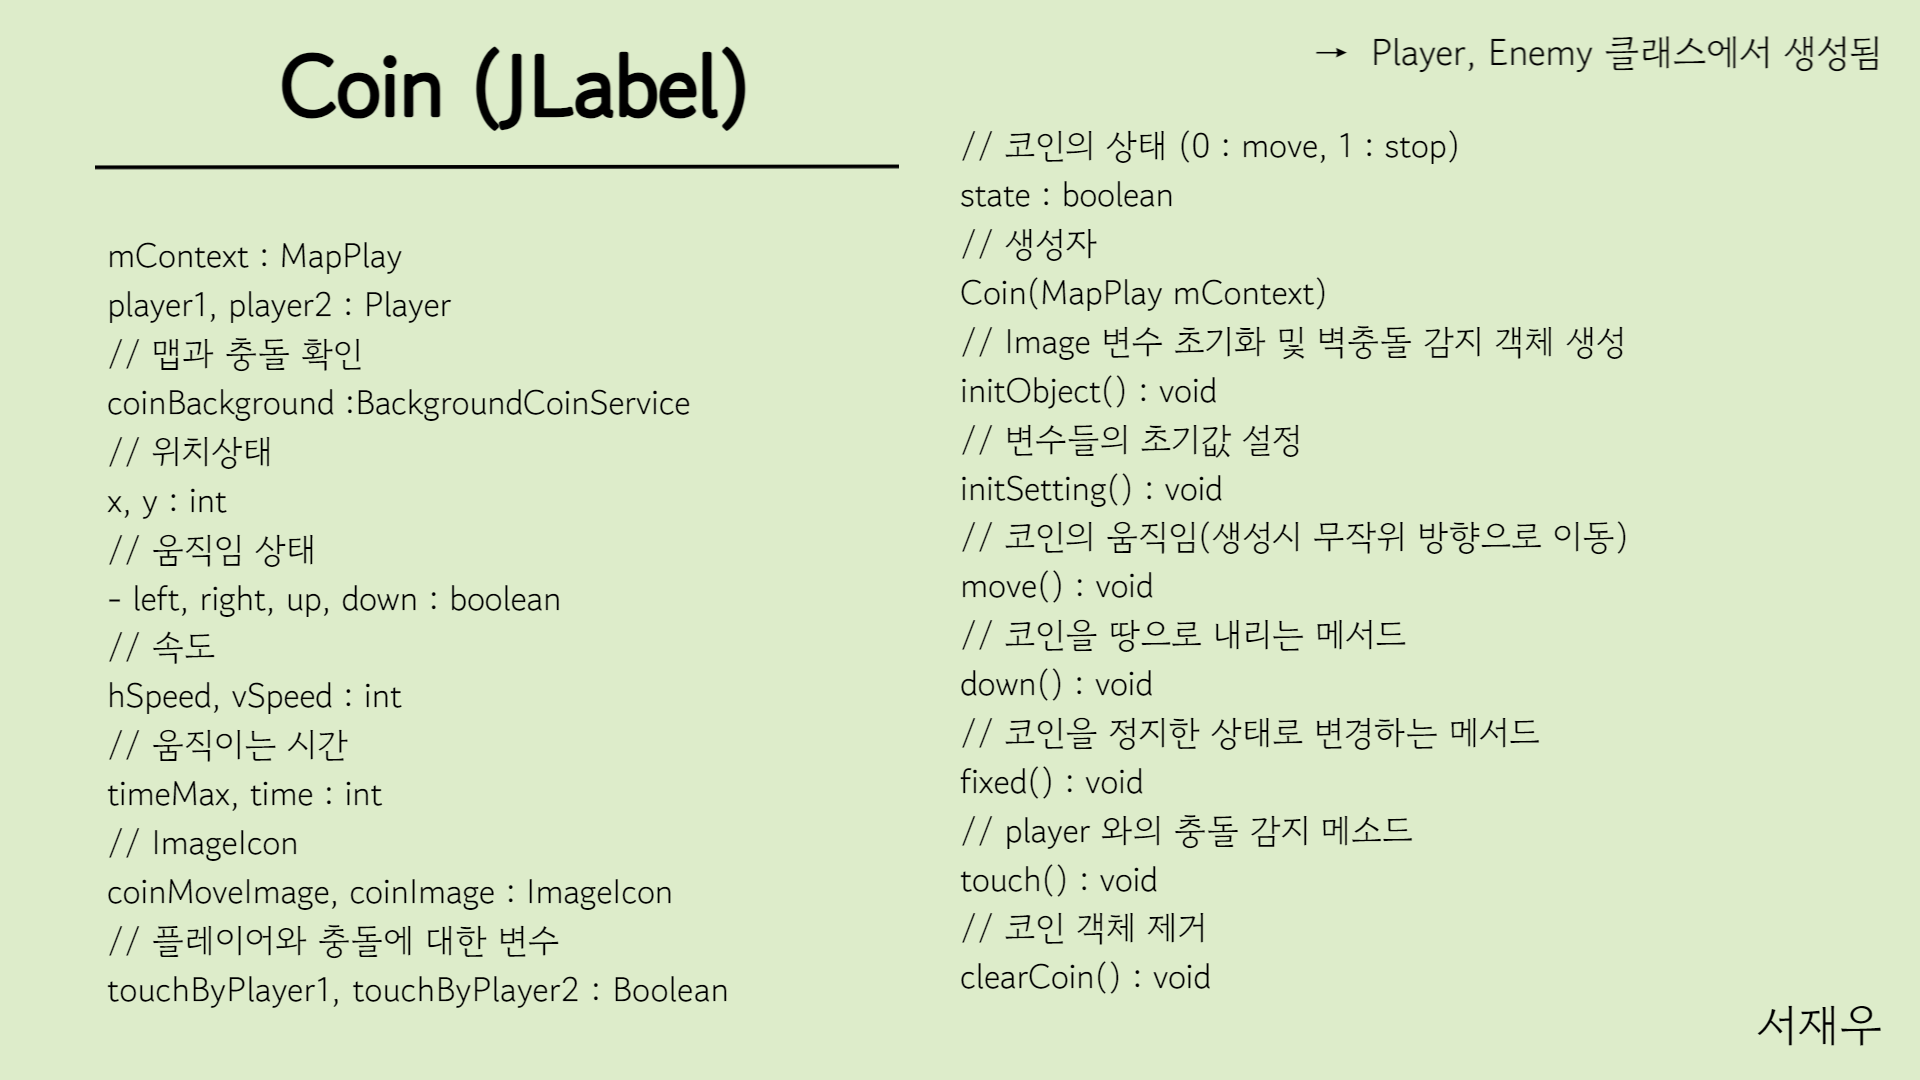 Coin (JLabel)
mContext : MapPlay
player1, player2 : Player
// 맵과 충돌 확인
coinBackground :BackgroundCoinService
// 위치상태
x, y : int
// 움직임 상태
- left, right, up, down : boolean
// 속도
hSpeed, vSpeed : int
// 움직이는 시간
timeMax, time : int
// ImageIcon
coinMoveImage, coinImage : ImageIcon
// 플레이어와 충돌에 대한 변수
touchByPlayer1, touchByPlayer2 : Boolean
→ Player, Enemy 클래스에서 생성됨
// 코인의 상태 (0 : move, 1 : stop)
state : boolean
// 생성자
Coin(MapPlay mContext)
// Image 변수 초기화 및 벽충돌 감지 객체 생성
initObject() : void
// 변수들의 초기값 설정
initSetting() : void
// 코인의 움직임(생성시 무작위 방향으로 이동)
move() : void
// 코인을 땅으로 내리는 메서드
down() : void
// 코인을 정지한 상태로 변경하는 메서드
fixed() : void
// player 와의 충돌 감지 메소드
touch() : void
// 코인 객체 제거
clearCoin() : void
서재우